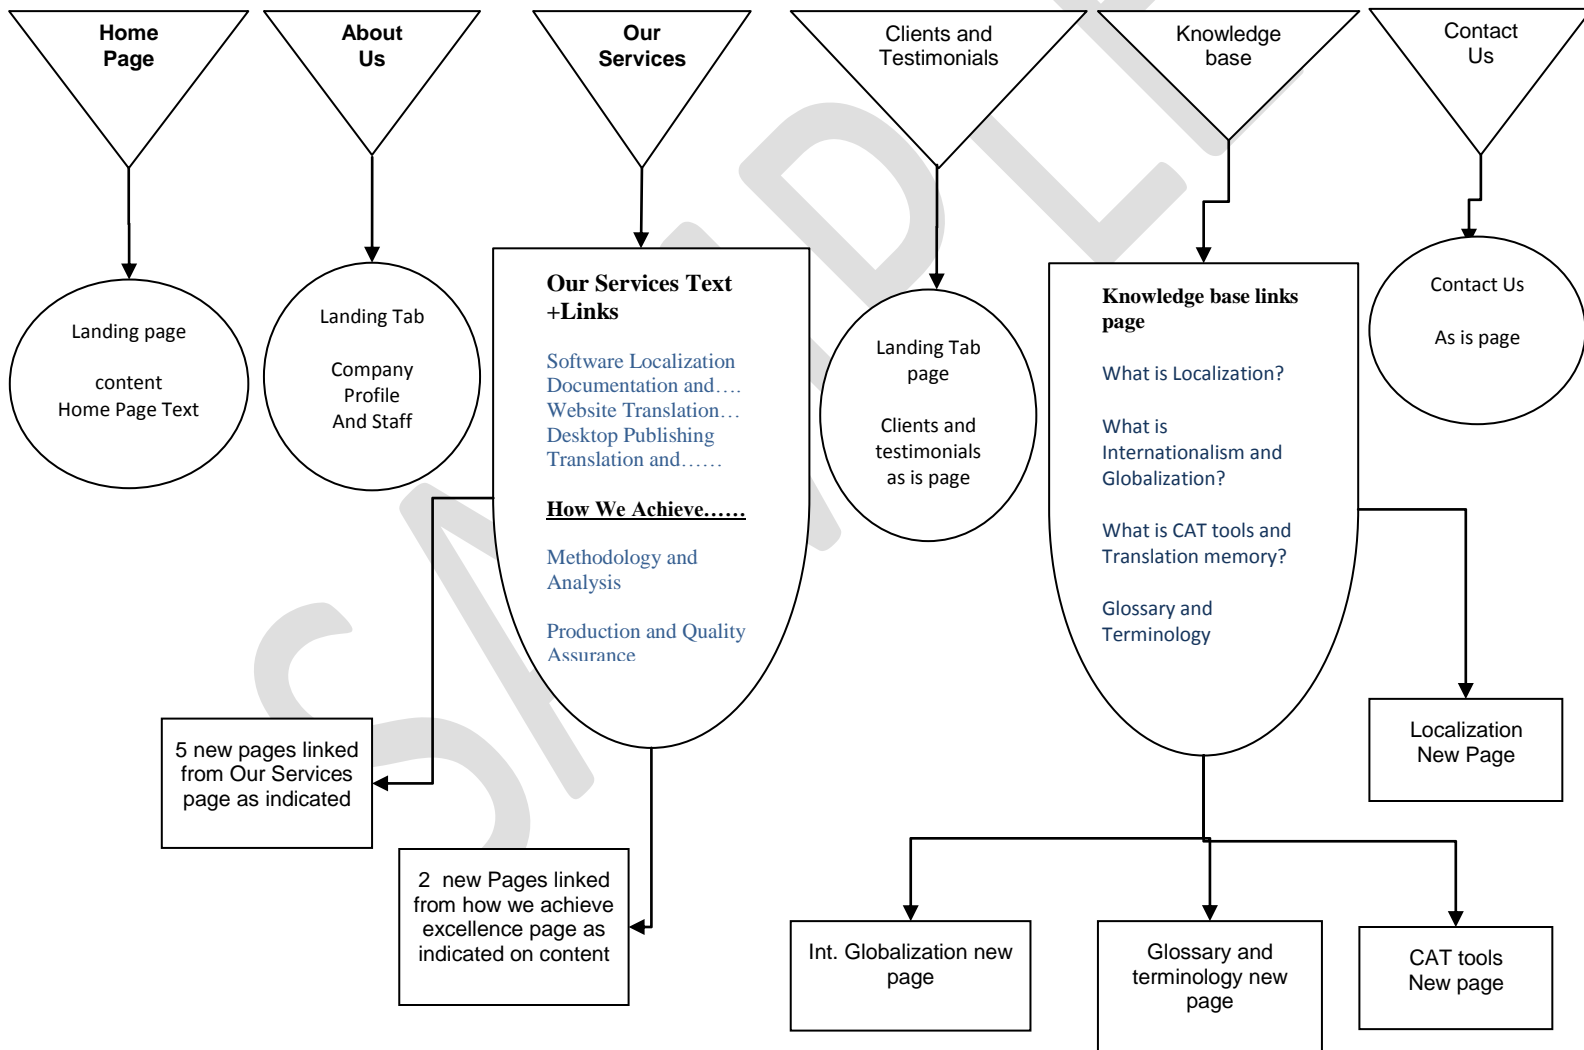 Home
Page
About
Us
Our
Services
Clients and
Testimonials
Knowledge
base
Contact
Us
Landing page
content
Home Page Text
Landing Tab
Company
Profile
And Staff
Our Services Text
+Links
Software Localization
Documentation and….
Website Translation…
Desktop Publishing
Translation and……
How We Achieve……
Methodology and
Analysis
Production and Quality
Assurance
Landing Tab
page
Clients and
testimonials
as is page
Knowledge base links
page
What is Localization?
What is
Internationalism and
Globalization?
What is CAT tools and
Translation memory?
Glossary and
Terminology
Contact Us
As is page
5 new pages linked
from Our Services
page as indicated
2  new Pages linked
from how we achieve
excellence page as
indicated on content
Localization
New Page
Int. Globalization new
page
Glossary and
terminology new
page
CAT tools
New page
SAMPLE